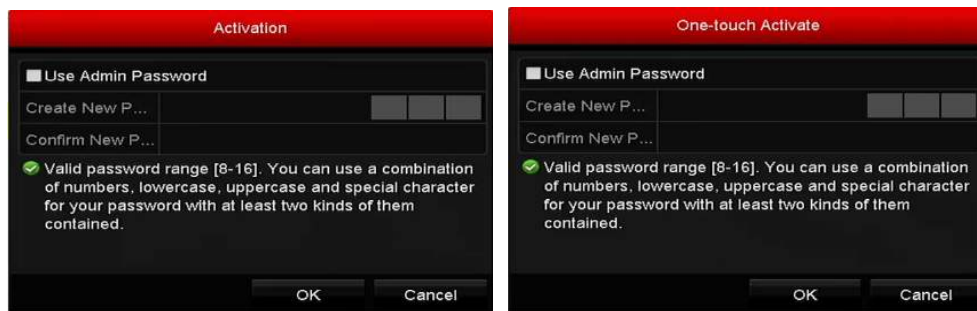 Activation
Use Admin Password
Create New P...
Confirm New P...
Valid password range [8-16]. You can use a combination
of numbers, lowercase, uppercase and special character
for your password with at least two kinds of them
contained.
OK Cancel
One-touch Activate
Use Admin Password
Create New P...
Confirm New P...
Valid password range [8-16]. You can use a combination
of numbers, lowercase, uppercase and special character
for your password with at least two kinds of them
contained.
OK Cancel